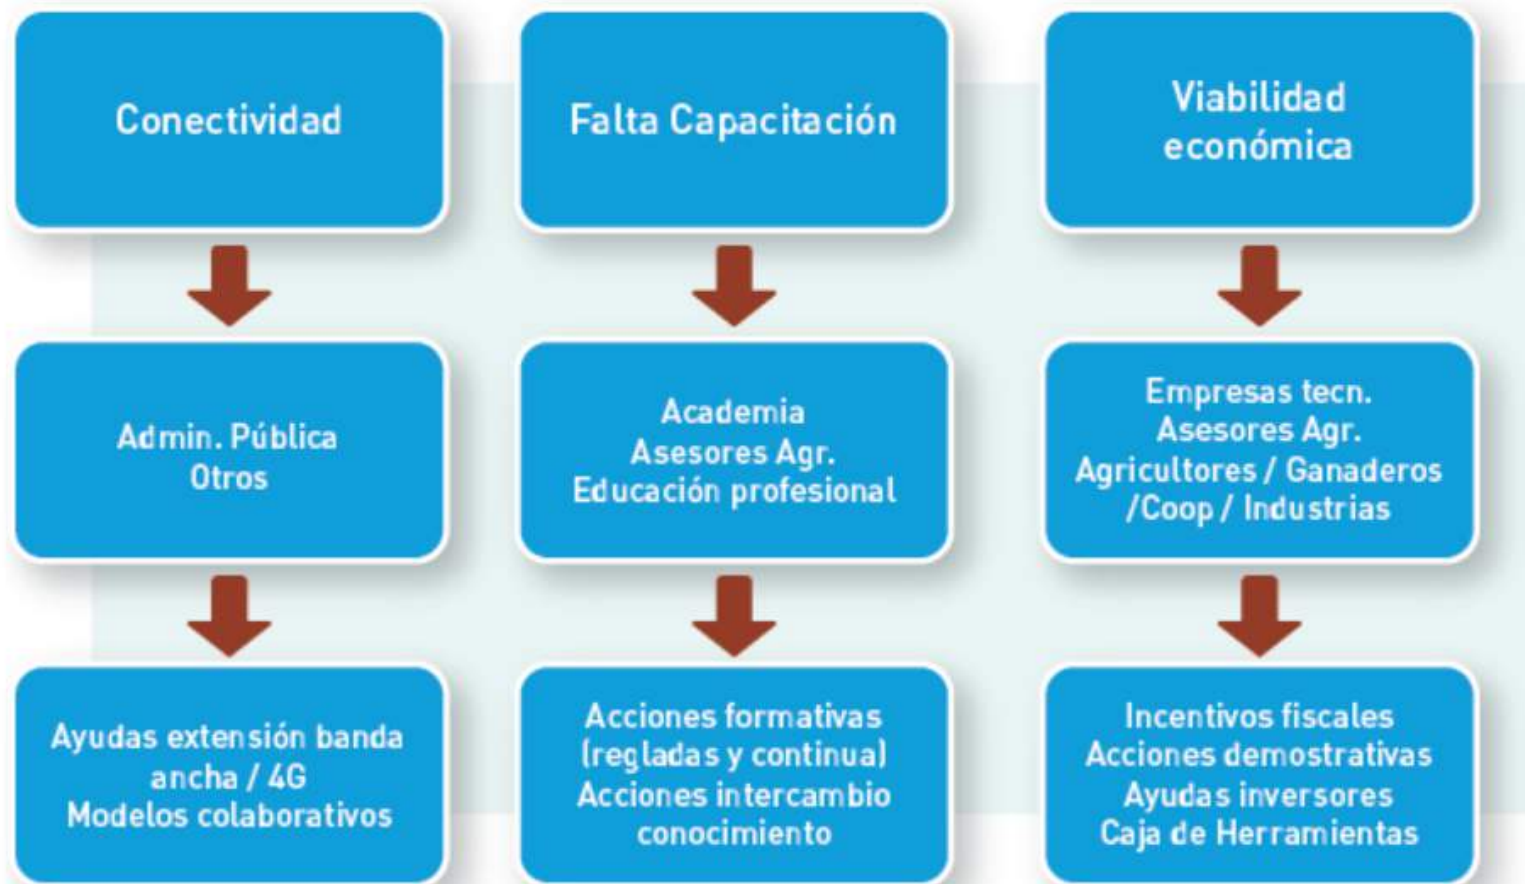 Conectividad
Falta Capacitación
Viabilidad
económica
Admin. Pública
Otros
Academia
Asesores Agr.
Educación profesional
Empresas tecn.
Asesores Agr.
Agricultores / Ganaderos
/Coop / Industrias
Ayudas extensión banda
ancha / 4G
Modelos colaborativos
Acciones formativas
(regladas y continua)
Acciones intercambio
conocimiento
Incentivos fiscales
Acciones demostrativas
Ayudas inversores
Caja de Herramientas